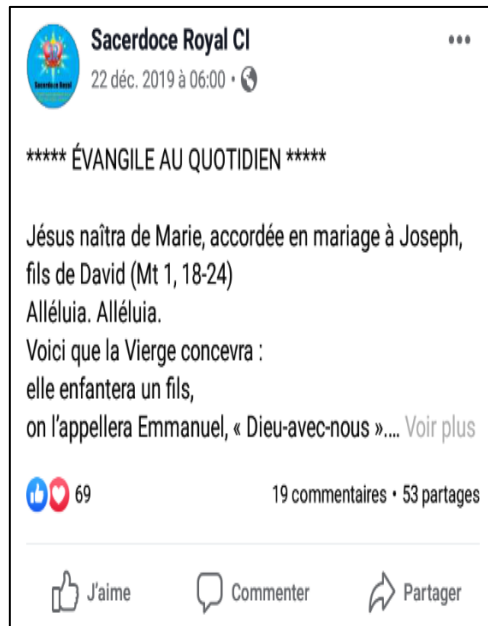 Sacerdoce Royal CI
22 déc. 2019 à 06:00 •
***** ÉVANGILE AU QUOTIDIEN *****
Jésus naîtra de Marie, accordée en mariage à Joseph,
fils de David (Mt 1, 18-24)
Alléluia. Alléluia.
Voici que la Vierge concevra :
elle enfantera un fils,
on l’appellera Emmanuel, « Dieu-avec-nous ».... Voir plus
69
19 commentaires • 53 partages
J’aime
Commenter
Partager